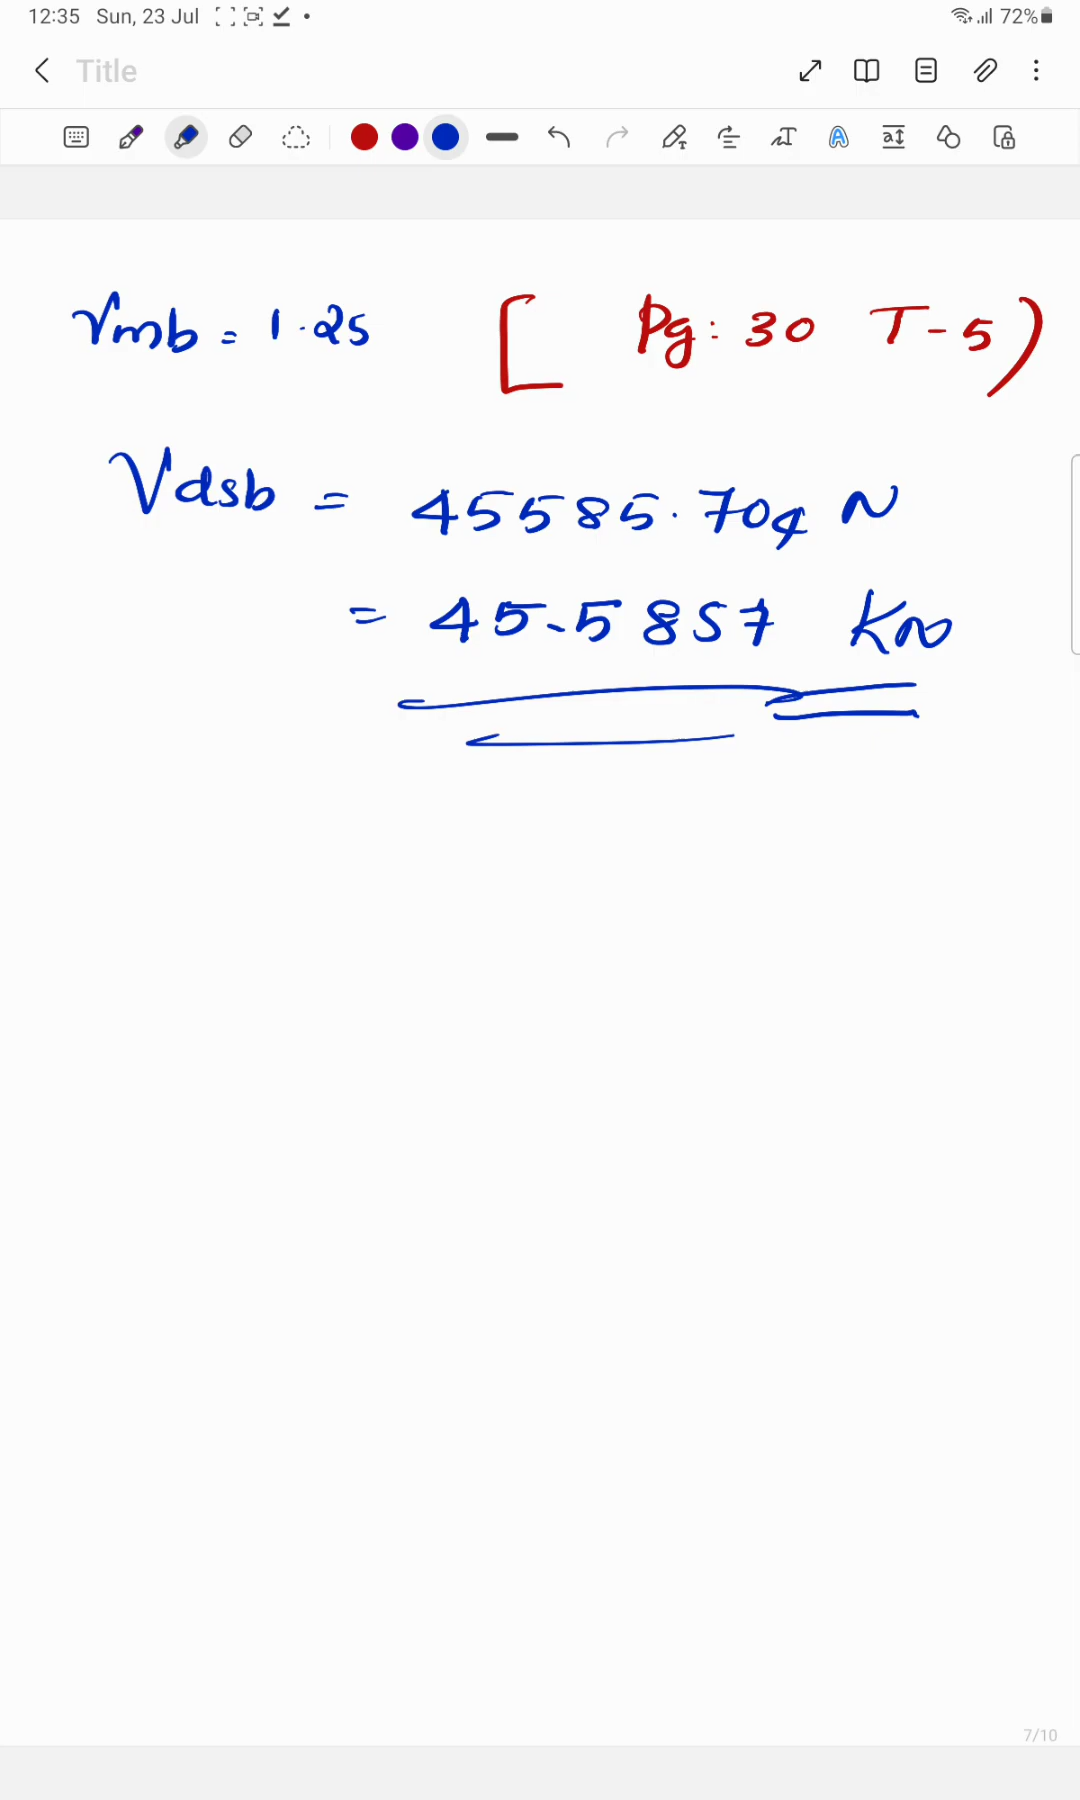 12:35 Sun, 23 Jul 72%
Title
γmb = 1.25 [ Pg: 30 T-5)
Vdsb = 45585.704 N
= 45.5857 KN
7/10